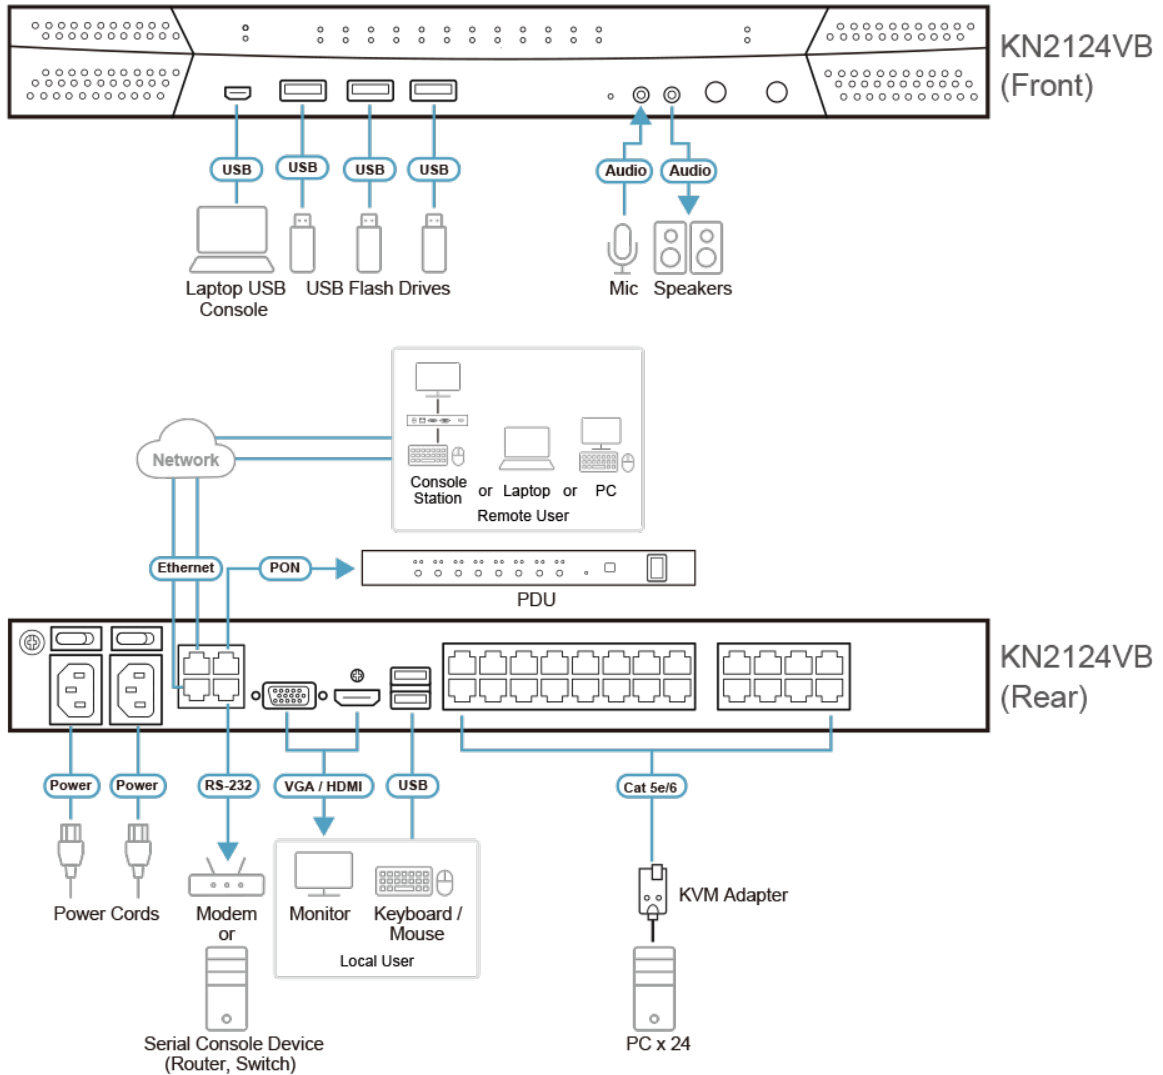 KN2124VB
(Front)
USB
USB
USB
USB
Audio
Audio
Laptop USB
Console
USB Flash Drives
Mic
Speakers
Network
Console
Station
or
Laptop
or
PC
Remote User
Ethernet
PON
PDU
KN2124VB
(Rear)
Power
Power
RS-232
VGA / HDMI
USB
Cat 5e/6
KVM Adapter
Power Cords
Modem
or
Monitor
Keyboard /
Mouse
Local User
Serial Console Device
(Router, Switch)
PC x 24